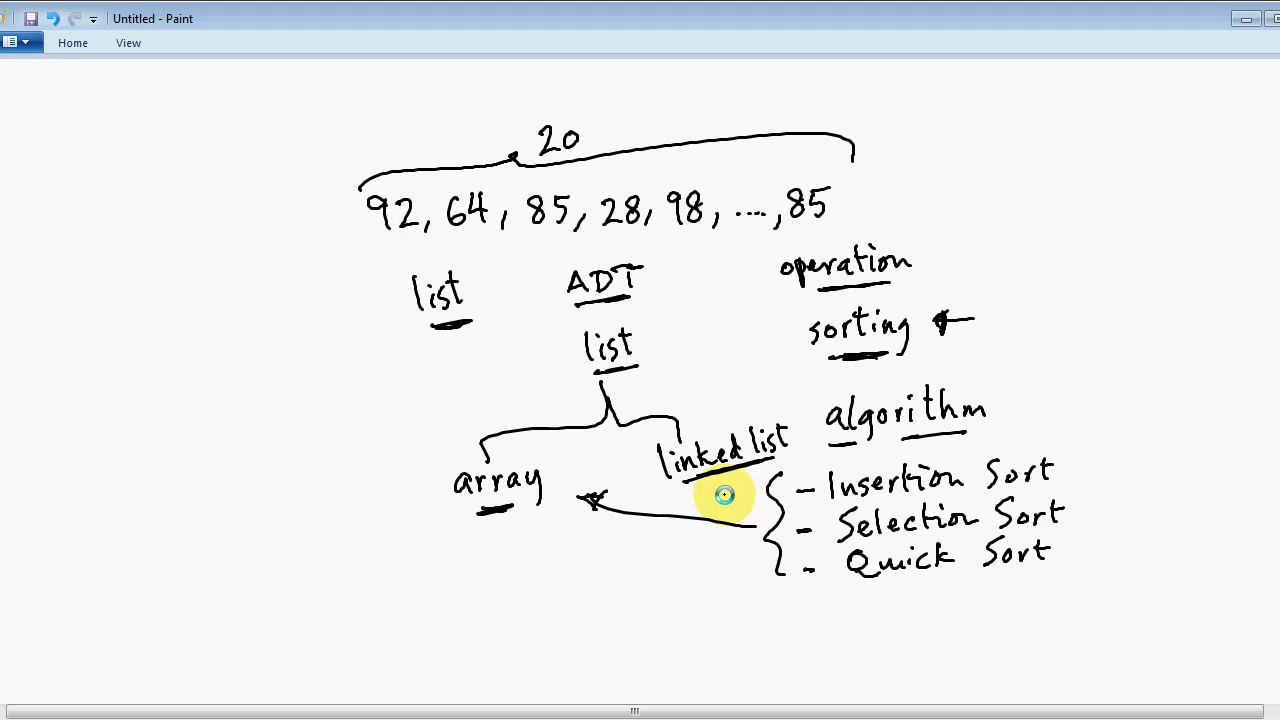 Untitled - Paint
Home View
20
92, 64, 85, 28, 98, ...., 85
list ADT operation
list sorting
algorithm
array linked list
- Insertion Sort
- Selection Sort
- Quick Sort